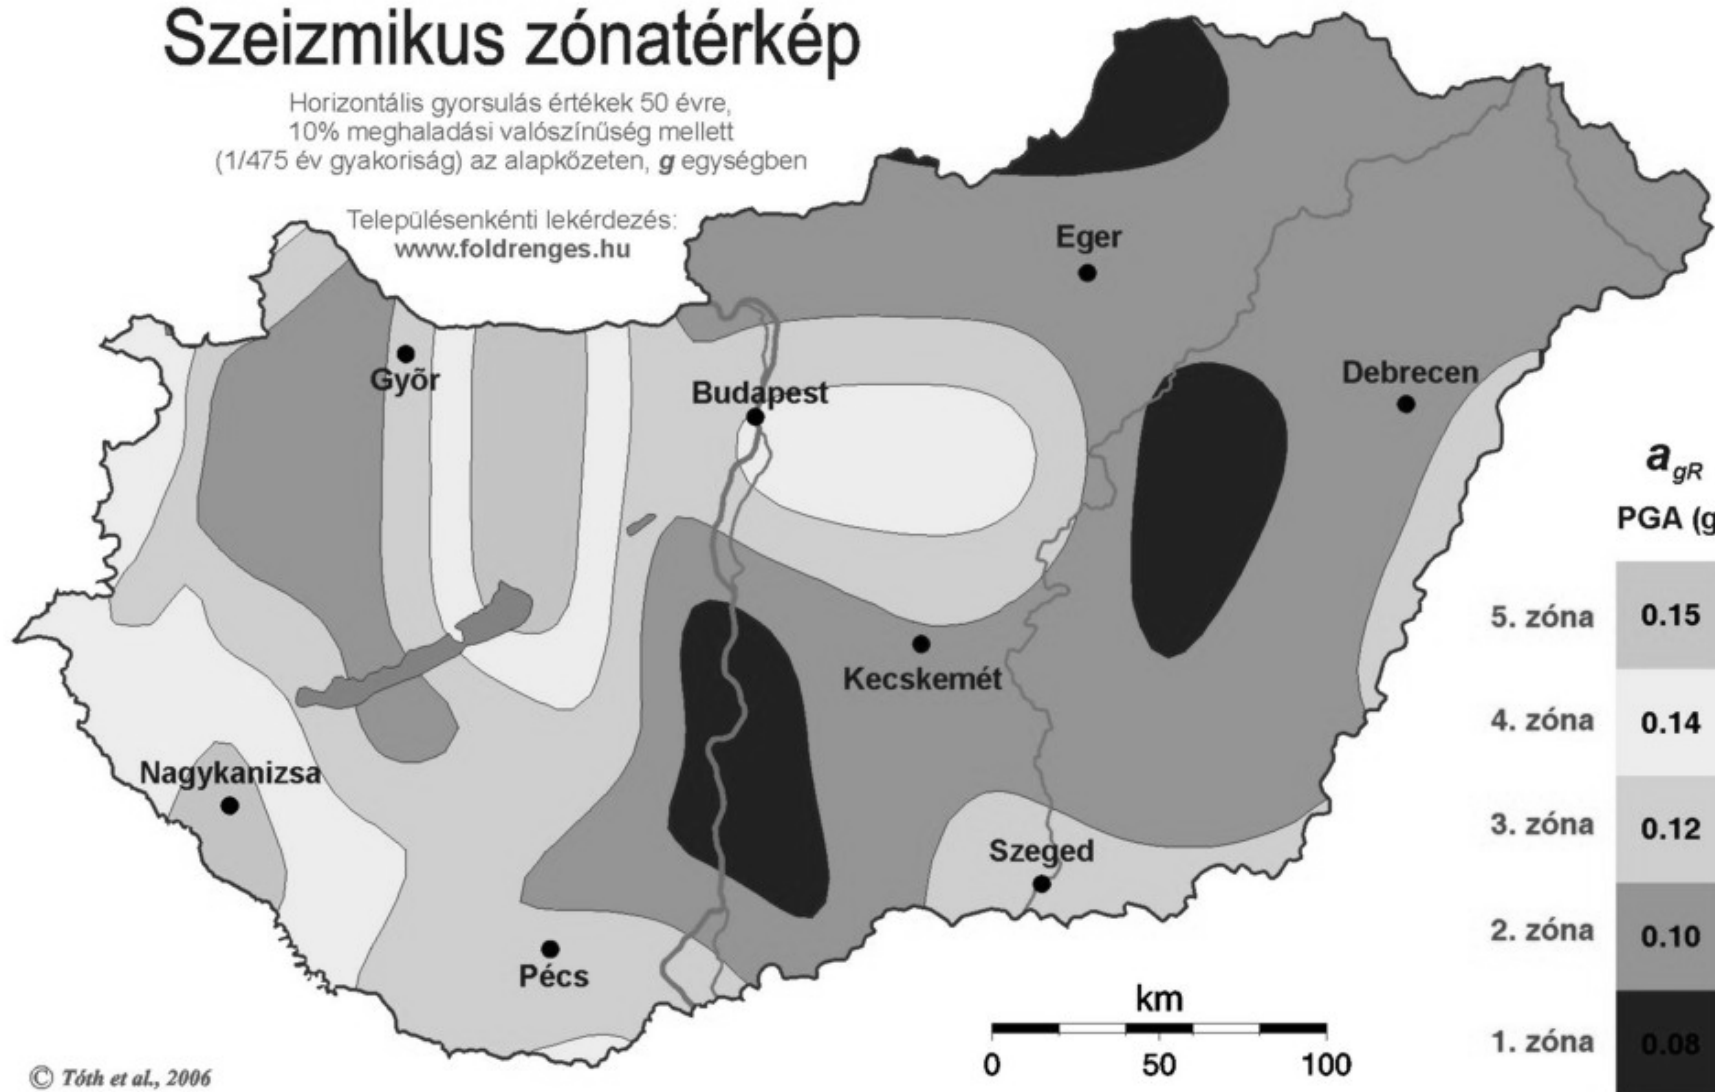 Szeizmikus zónatérkép
Horizontális gyorsulás értékek 50 évre,
10% meghaladási valószínűség mellett
(1/475 év gyakoriság) az alapkőzeten, g egységben
Településenkénti lekérdezés:
www.foldrenges.hu
Eger
Győr
Debrecen
Budapest
Kecskemét
Nagykanizsa
Szeged
Pécs
a gR
PGA (g
5. zóna 0.15
4. zóna 0.14
3. zóna 0.12
2. zóna 0.10
1. zóna 0.08
km
0 50 100
© Tóth et al., 2006